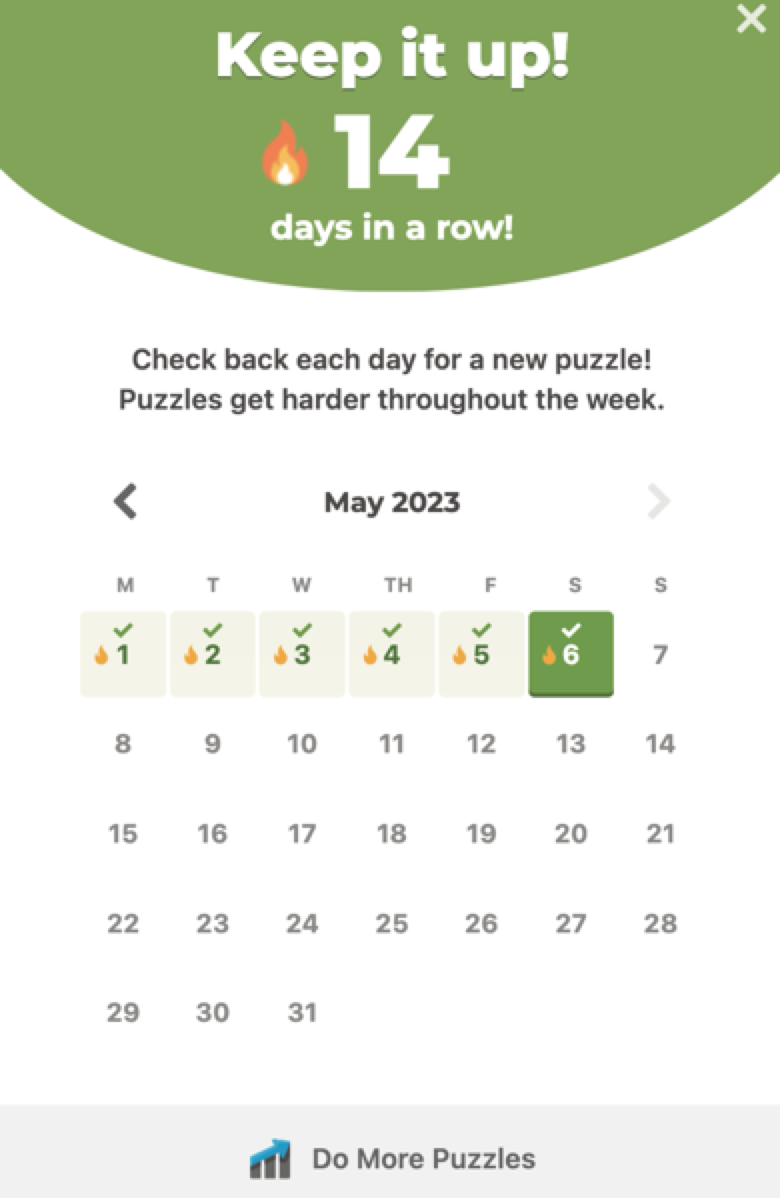 Keep it up!
14
days in a row!
Check back each day for a new puzzle!
Puzzles get harder throughout the week.
May 2023
M T W TH F S S
1 2 3 4 5 6 7
8 9 10 11 12 13 14
15 16 17 18 19 20 21
22 23 24 25 26 27 28
29 30 31
Do More Puzzles